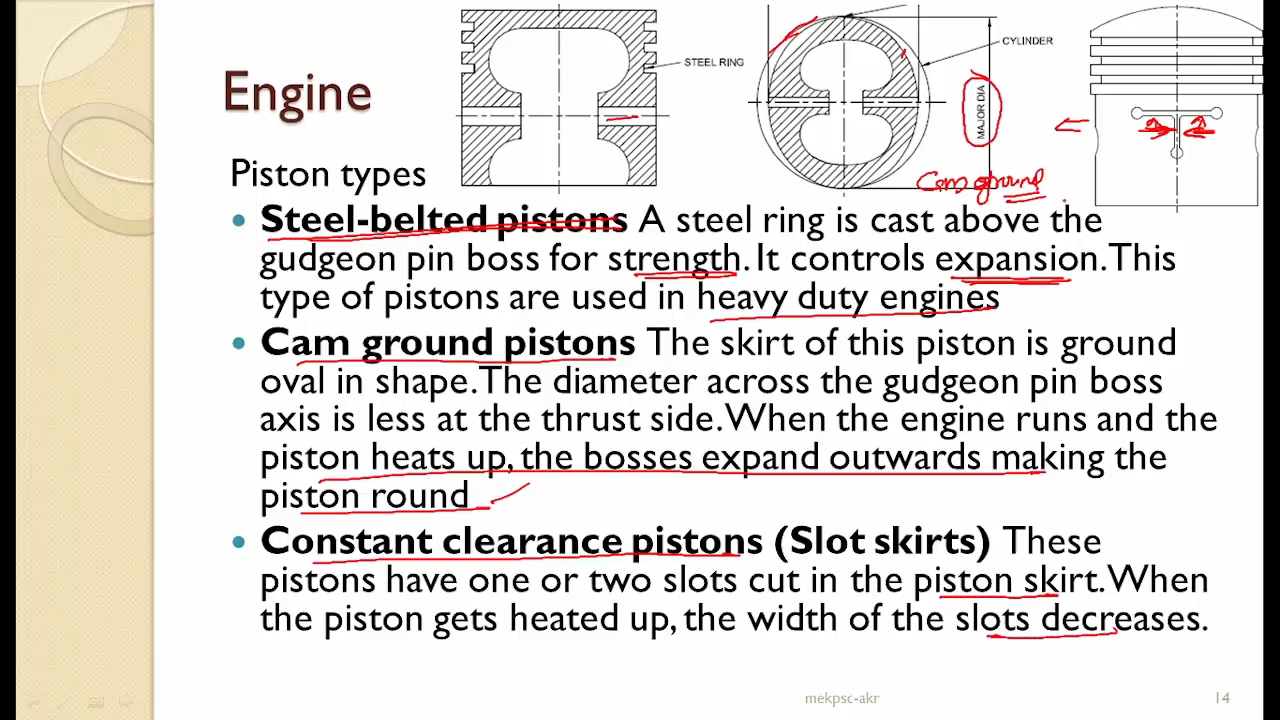 Engine
STEEL RING
CYLINDER
MAJOR DIA
Cam ground
Piston types
• Steel-belted pistons A steel ring is cast above the
gudgeon pin boss for strength. It controls expansion. This
type of pistons are used in heavy duty engines
• Cam ground pistons The skirt of this piston is ground
oval in shape. The diameter across the gudgeon pin boss
axis is less at the thrust side. When the engine runs and the
piston heats up, the bosses expand outwards making the
piston round
• Constant clearance pistons (Slot skirts) These
pistons have one or two slots cut in the piston skirt. When
the piston gets heated up, the width of the slots decreases.
mekpsc-akr
14